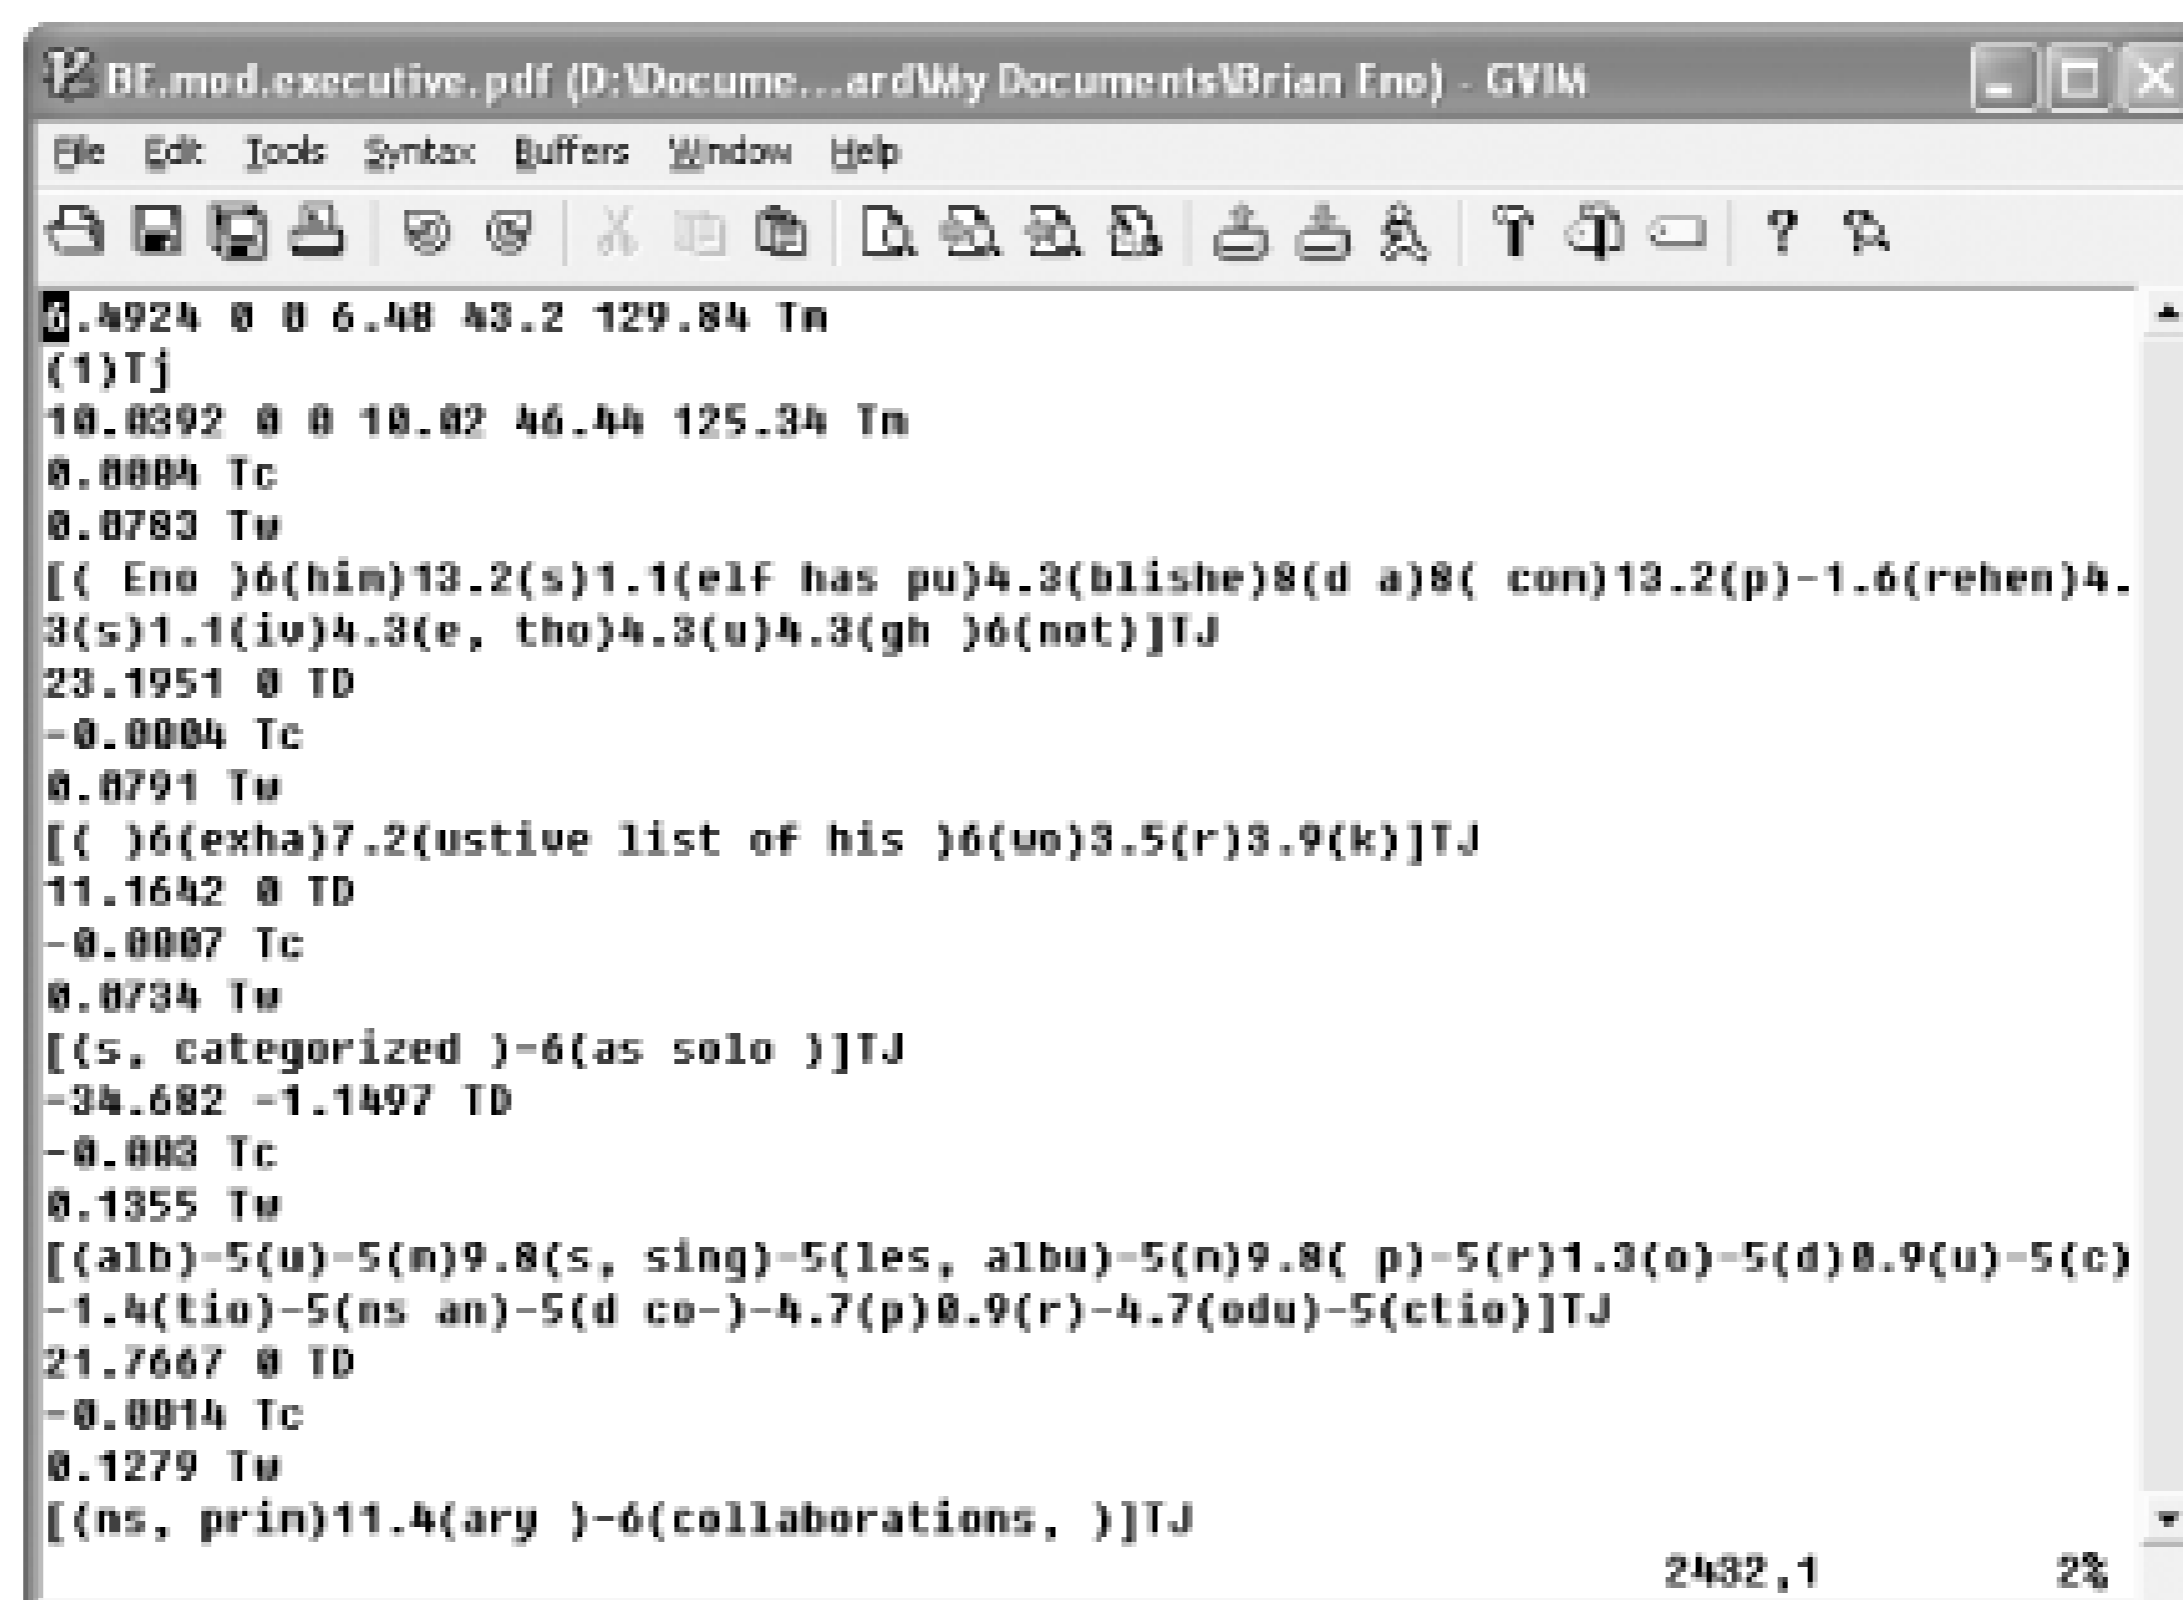 BE.mod.executive.pdf (D:\Docume...ard\My Documents\Brian Eno) - GVIM
File Edit Tools Syntax Buffers Window Help
6.4924 0 0 6.48 43.2 129.84 Tm
(1)Tj
10.0392 0 0 10.02 46.44 125.34 Tm
0.0004 Tc
0.0783 Tw
[( Eno )6(him)13.2(s)1.1(elf has pu)4.3(blishe)8(d a)8( com)13.2(p)-1.6(rehen)4.
3(s)1.1(iv)4.3(e, tho)4.3(u)4.3(gh )6(not)]TJ
23.1951 0 TD
-0.0004 Tc
0.0791 Tw
[( )6(exha)7.2(ustive list of his )6(wo)3.5(r)3.9(k)]TJ
11.1642 0 TD
-0.0007 Tc
0.0734 Tw
[(s, categorized )-6(as solo )]TJ
-34.682 -1.1497 TD
-0.003 Tc
0.1355 Tw
[(alb)-5(u)-5(m)9.8(s, sing)-5(les, albu)-5(m)9.8( p)-5(r)1.3(o)-5(d)0.9(u)-5(c)
-1.4(tio)-5(ns an)-5(d co-)-4.7(p)0.9(r)-4.7(odu)-5(ctio)]TJ
21.7667 0 TD
-0.0014 Tc
0.1279 Tw
[(ns, prim)11.4(ary )-6(collaborations, )]TJ
2432,1 2%